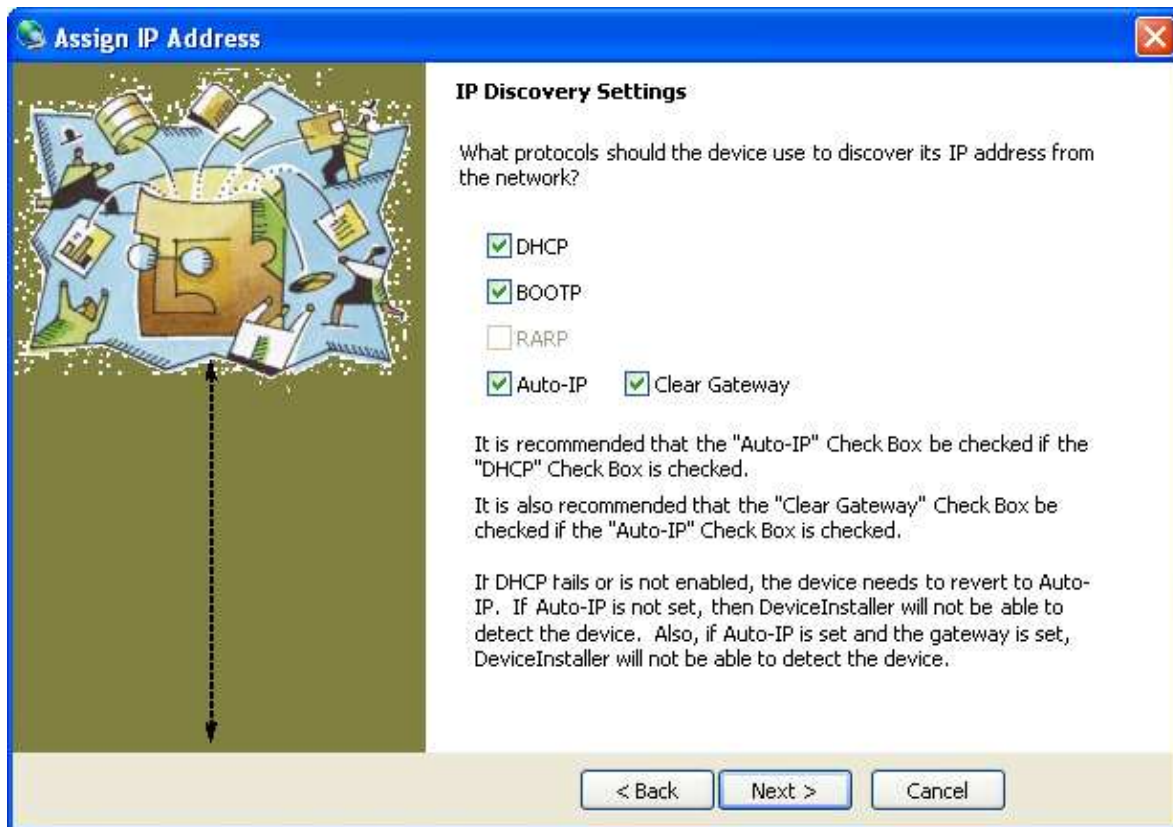 Assign IP Address
IP Discovery Settings
What protocols should the device use to discover its IP address from
the network?
DHCP
BOOTP
RARP
Auto-IP Clear Gateway
It is recommended that the "Auto-IP" Check Box be checked if the
"DHCP" Check Box is checked.
It is also recommended that the "Clear Gateway" Check Box be
checked if the "Auto-IP" Check Box is checked.
If DHCP fails or is not enabled, the device needs to revert to Auto-
IP. If Auto-IP is not set, then DeviceInstaller will not be able to
detect the device. Also, if Auto-IP is set and the gateway is set,
DeviceInstaller will not be able to detect the device.
< Back Next > Cancel